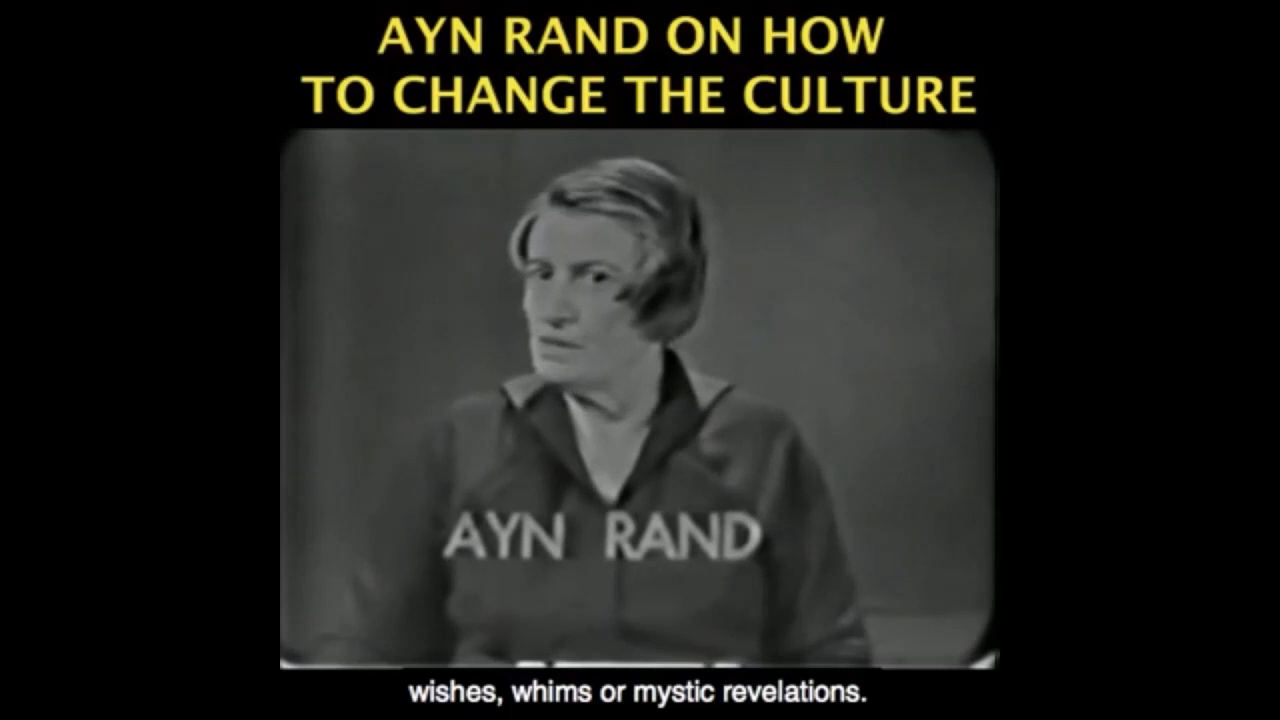 AYN RAND ON HOW
TO CHANGE THE CULTURE
AYN RAND
wishes, whims or mystic revelations.